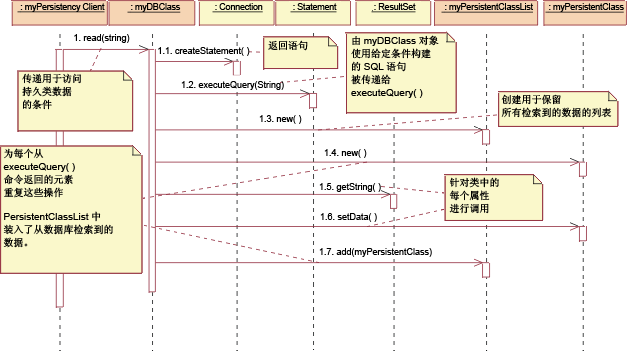 : myPersistency Client
: myDBClass
: Connection
: Statement
: ResultSet
: myPersistentClassList
: myPersistentClass
1. read(string)
1.1. createStatement( )
返回语句
由 myDBClass 对象
使用给定条件构建
的 SQL 语句
被传递给
executeQuery( )
传递用于访问
持久类数据
的条件
1.2. executeQuery(String)
创建用于保留
所有检索到的数据的列表
1.3. new( )
为每个从
executeQuery( )
命令返回的元素
重复这些操作
PersistentClassList 中
装入了从数据库检索到的
数据。
1.4. new( )
1.5. getString( )
针对类中的
每个属性
进行调用
1.6. setData( )
1.7. add(myPersistentClass)